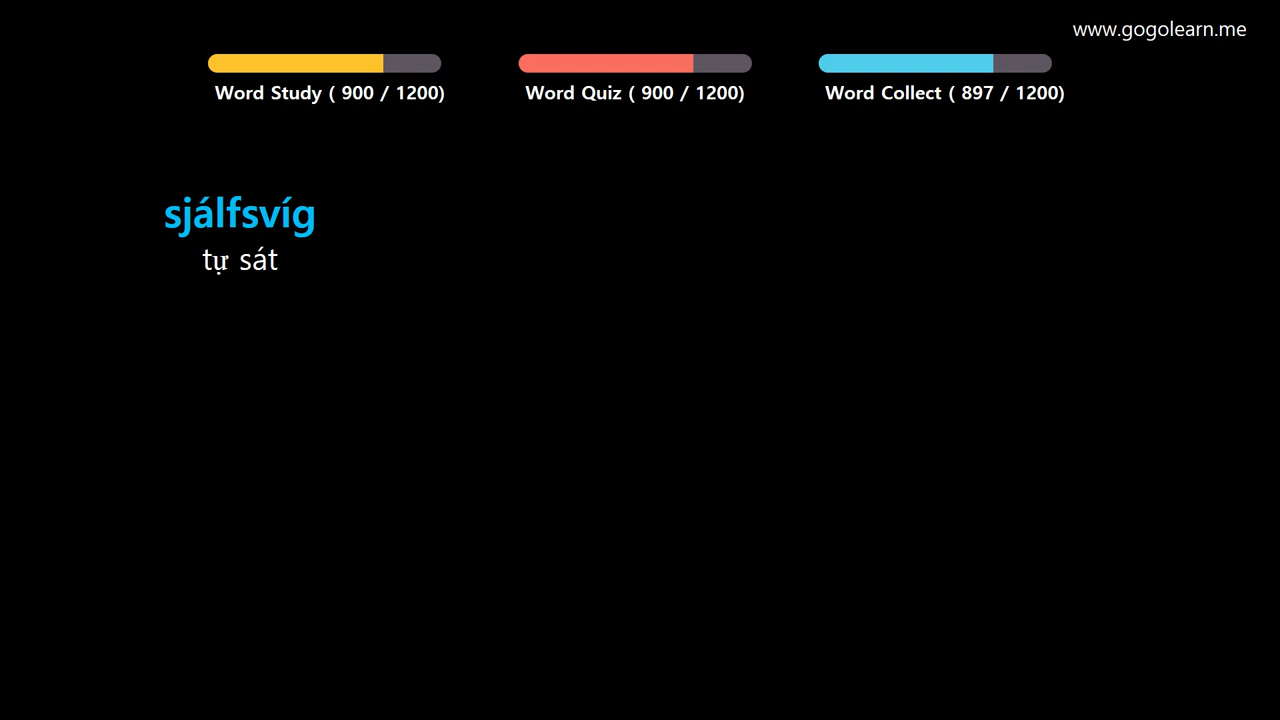 www.gogolearn.me
Word Study ( 900 / 1200)
Word Quiz ( 900 / 1200)
Word Collect ( 897 / 1200)
sjálfsvíg
tự sát